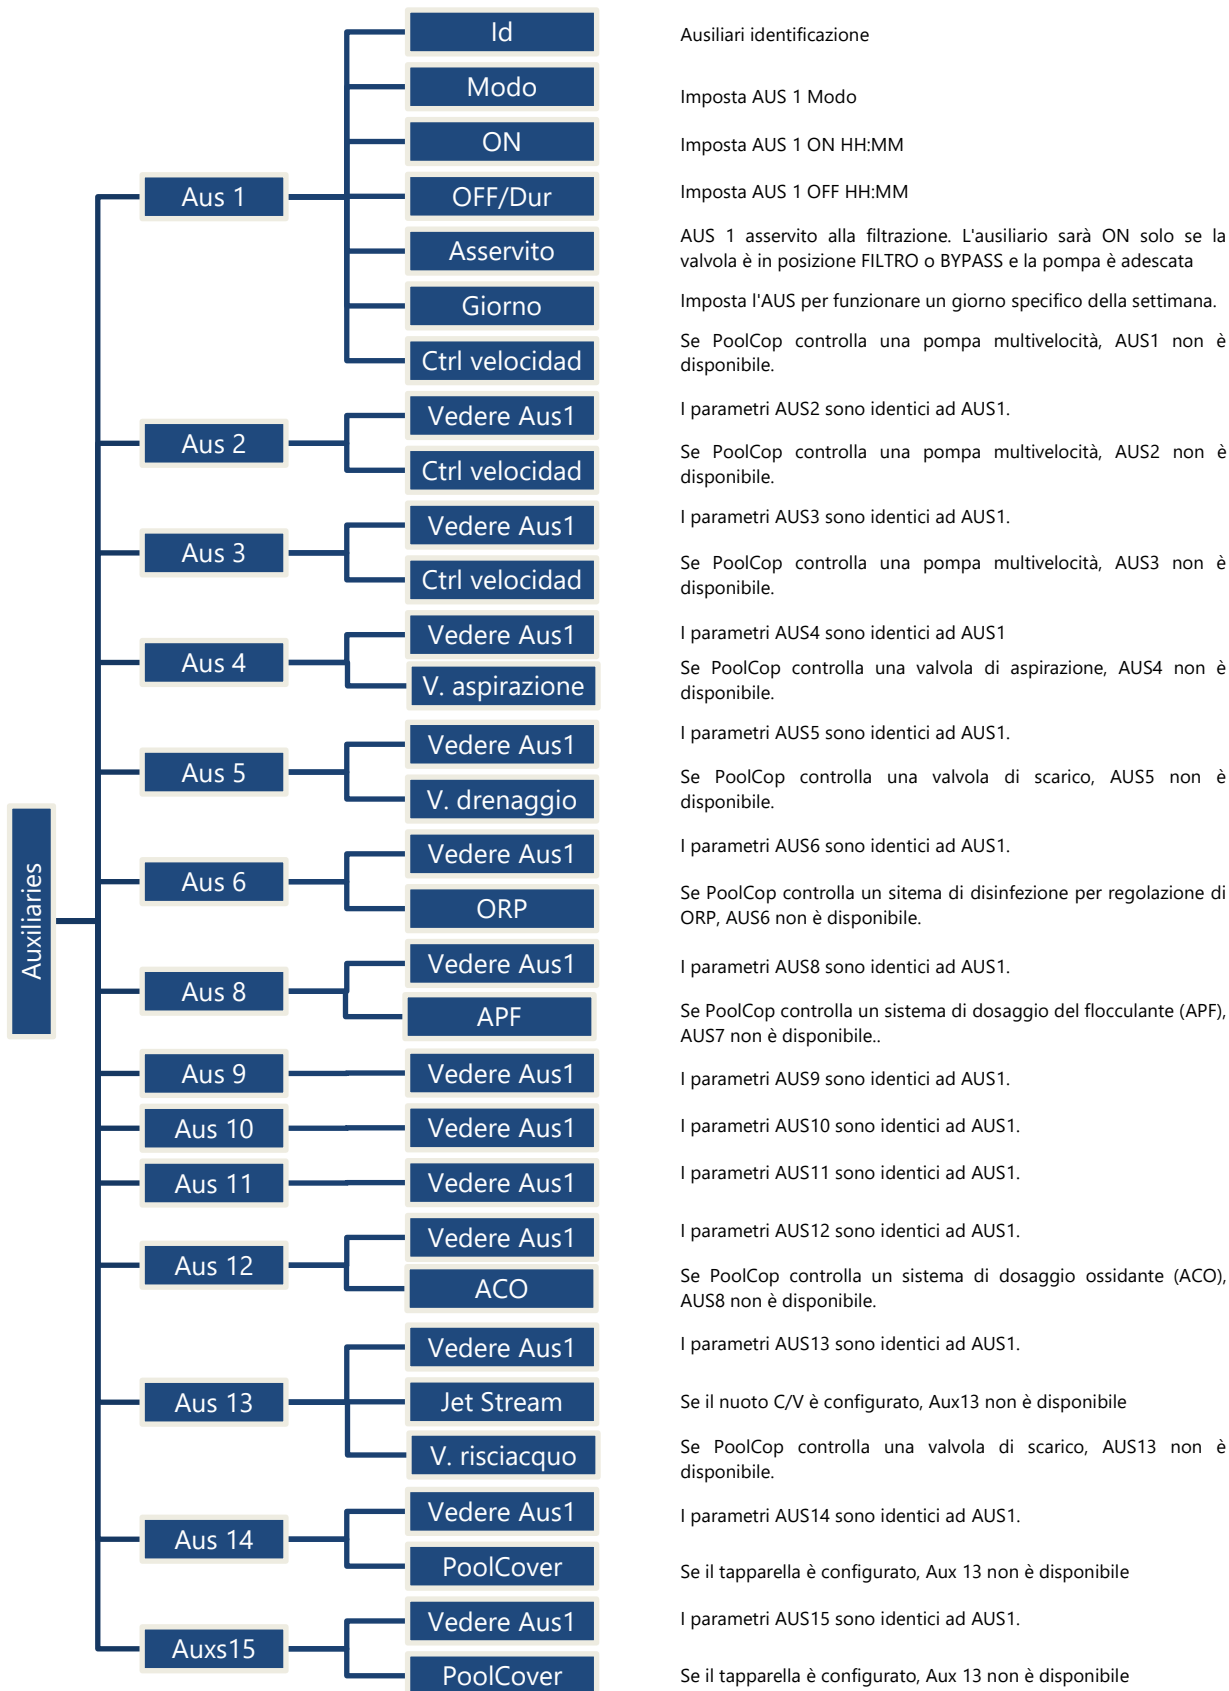 Id
Ausiliari identificazione
Modo
Imposta AUS 1 Modo
ON
Imposta AUS 1 ON HH:MM
Aus 1
OFF/Dur
Imposta AUS 1 OFF HH:MM
Asservito
AUS 1 asservito alla filtrazione. L'ausiliario sarà ON solo se la
valvola è in posizione FILTRO o BYPASS e la pompa è adescata
Giorno
Imposta l'AUS per funzionare un giorno specifico della settimana.
Ctrl velocidad
Se PoolCop controlla una pompa multivelocità, AUS1 non è
disponibile.
Aus 2
Vedere Aus1
I parametri AUS2 sono identici ad AUS1.
Ctrl velocidad
Se PoolCop controlla una pompa multivelocità, AUS2 non è
disponibile.
Aus 3
Vedere Aus1
I parametri AUS3 sono identici ad AUS1.
Ctrl velocidad
Se PoolCop controlla una pompa multivelocità, AUS3 non è
disponibile.
Aus 4
Vedere Aus1
I parametri AUS4 sono identici ad AUS1
V. aspirazione
Se PoolCop controlla una valvola di aspirazione, AUS4 non è
disponibile.
Aus 5
Vedere Aus1
I parametri AUS5 sono identici ad AUS1.
V. drenaggio
Se PoolCop controlla una valvola di scarico, AUS5 non è
disponibile.
Auxiliaries
Aus 6
Vedere Aus1
I parametri AUS6 sono identici ad AUS1.
ORP
Se PoolCop controlla un sitema di disinfezione per regolazione di
ORP, AUS6 non è disponibile.
Aus 8
Vedere Aus1
I parametri AUS8 sono identici ad AUS1.
APF
Se PoolCop controlla un sistema di dosaggio del flocculante (APF),
AUS7 non è disponibile..
Aus 9
Vedere Aus1
I parametri AUS9 sono identici ad AUS1.
Aus 10
Vedere Aus1
I parametri AUS10 sono identici ad AUS1.
Aus 11
Vedere Aus1
I parametri AUS11 sono identici ad AUS1.
Aus 12
Vedere Aus1
I parametri AUS12 sono identici ad AUS1.
ACO
Se PoolCop controlla un sistema di dosaggio ossidante (ACO),
AUS8 non è disponibile.
Aus 13
Vedere Aus1
I parametri AUS13 sono identici ad AUS1.
Jet Stream
Se il nuoto C/V è configurato, Aux13 non è disponibile
V. risciacquo
Se PoolCop controlla una valvola di scarico, AUS13 non è
disponibile.
Aus 14
Vedere Aus1
I parametri AUS14 sono identici ad AUS1.
PoolCover
Se il tapparella è configurato, Aux 13 non è disponibile
Auxs15
Vedere Aus1
I parametri AUS15 sono identici ad AUS1.
PoolCover
Se il tapparella è configurato, Aux 13 non è disponibile